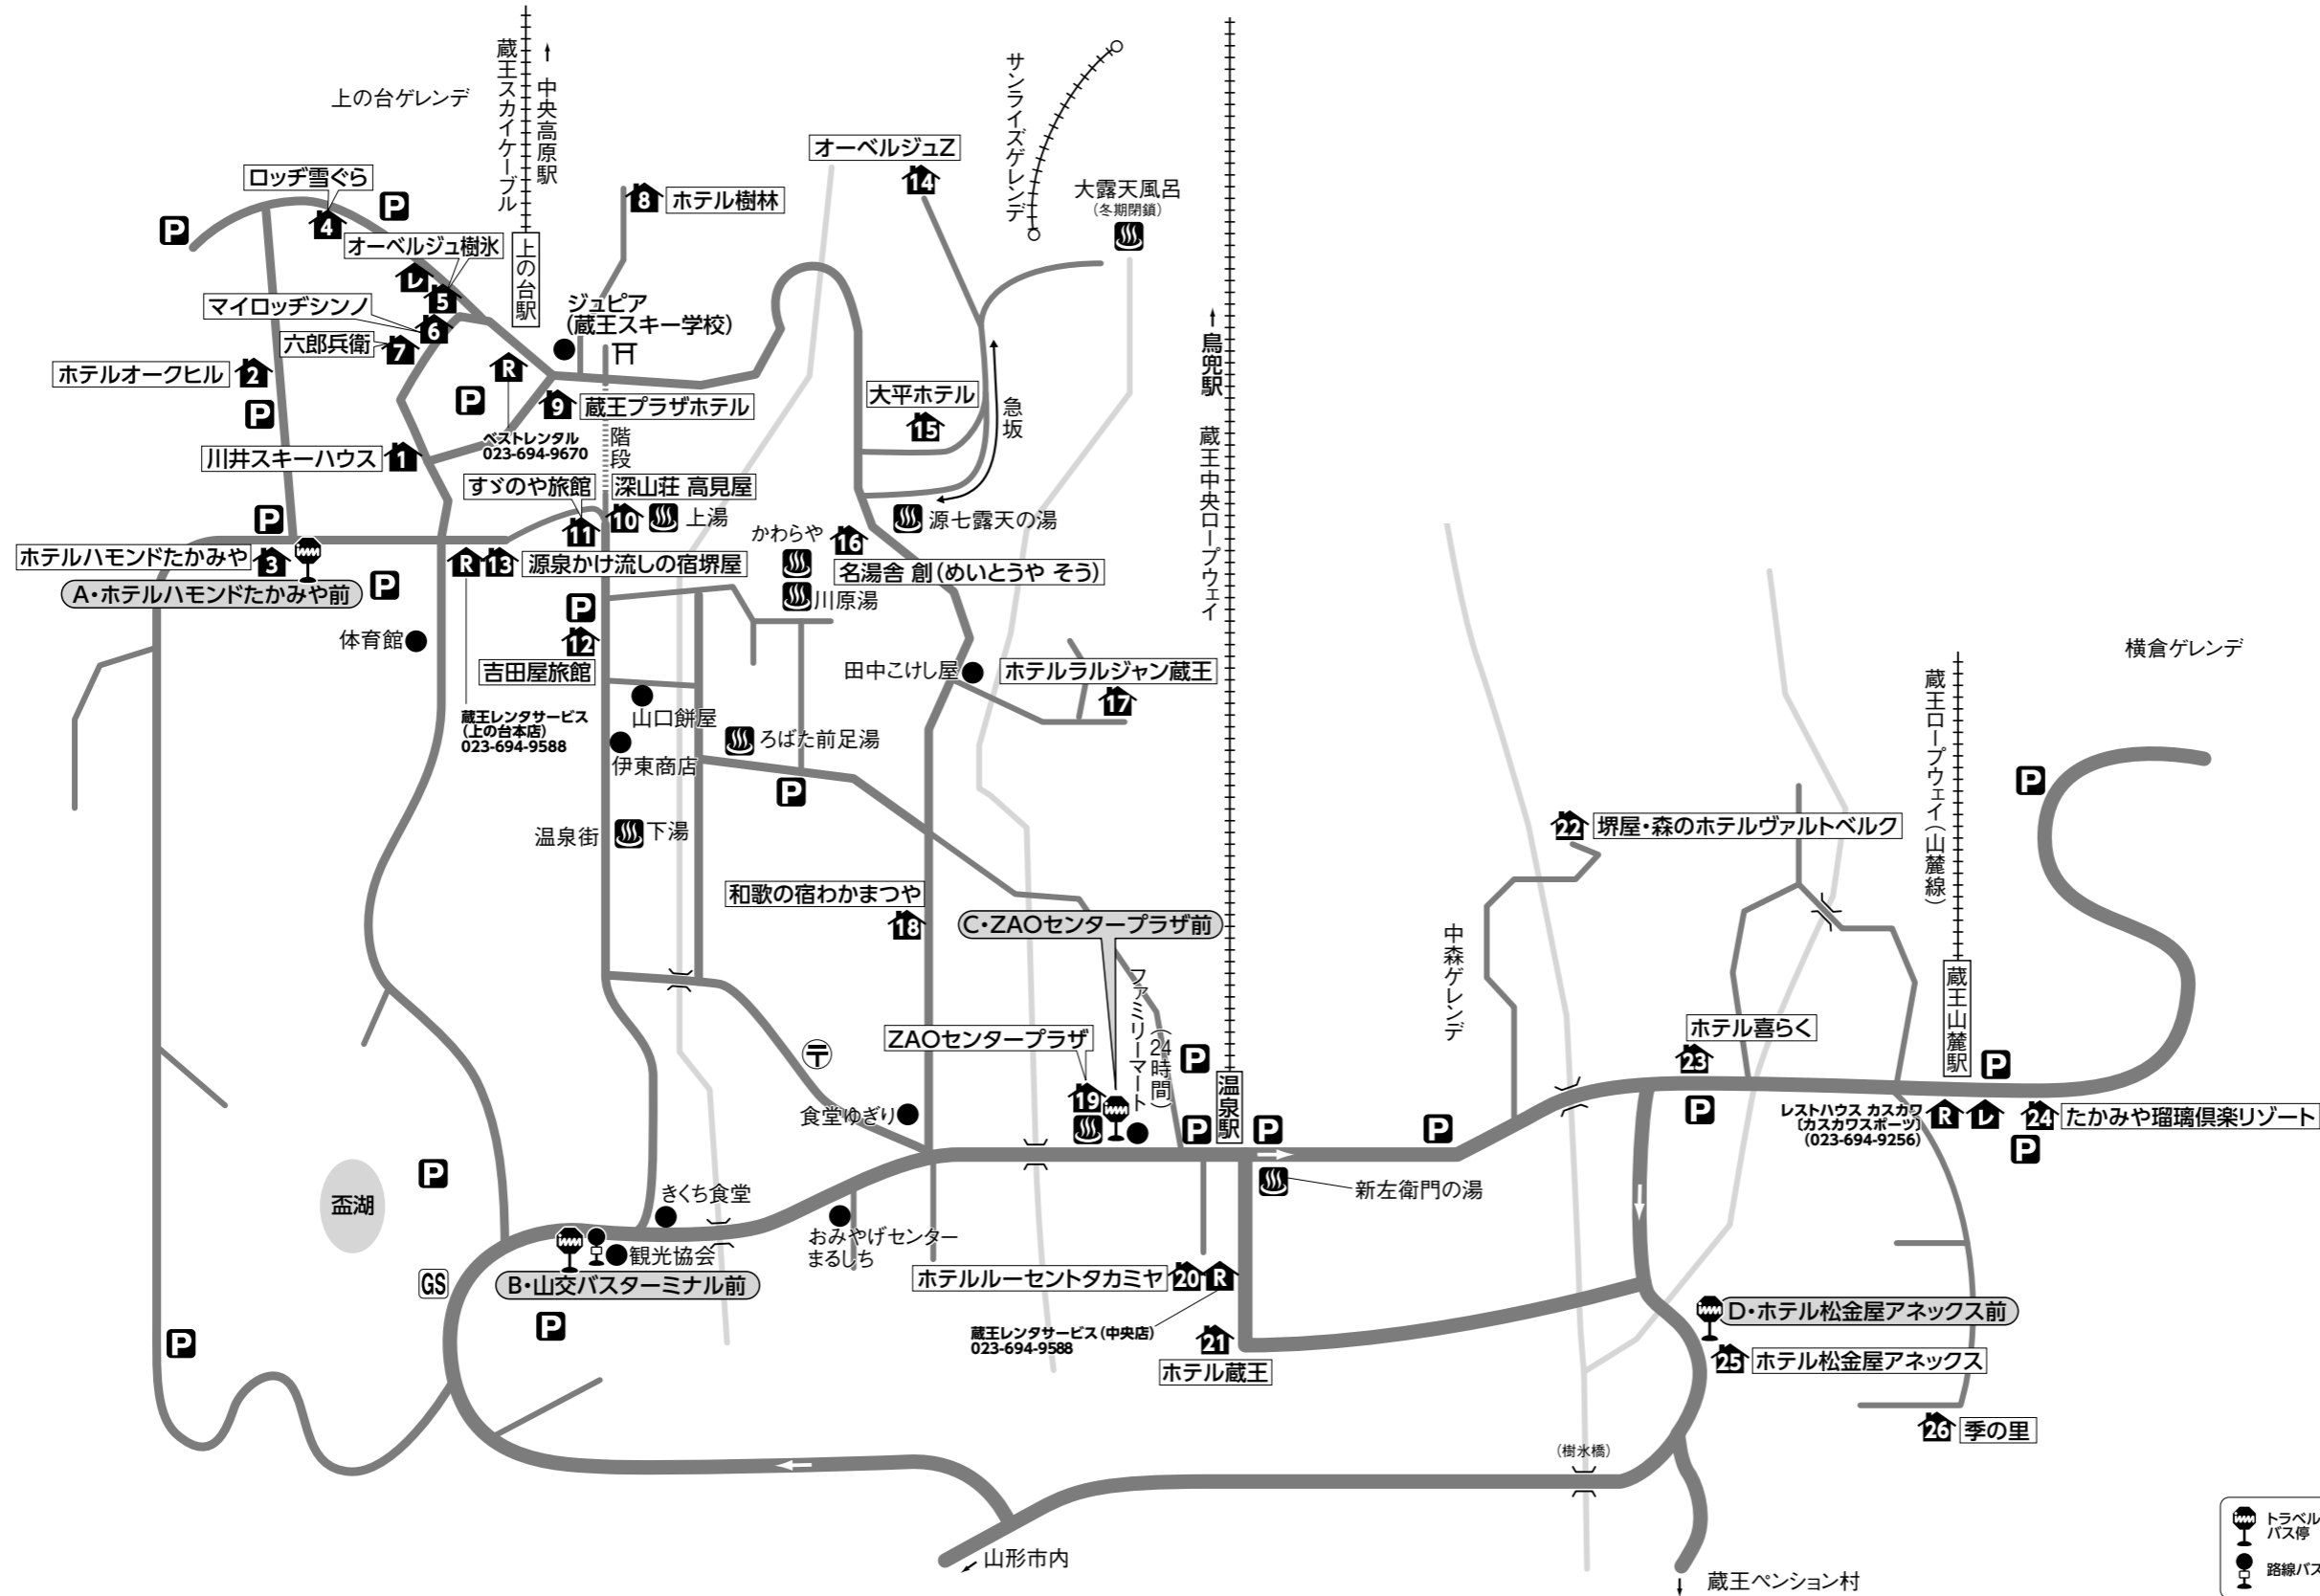 上の台ゲレンデ
蔵王スカイケーブル
中央高原駅
上の台駅
サンライズゲレンデ
オーベルジュZ
14
大露天風呂
(冬期閉鎖)
ロッヂ雪ぐら
4
P
P
8
ホテル樹林
オーベルジュ樹氷
レ
5
マイロッヂシンノ
6
六郎兵衛
7
ジュピア
(蔵王スキー学校)
ホテルオークヒル
2
R
P
P
9
蔵王プラザホテル
ベストレンタル
023-694-9670
階段
川井スキーハウス
1
大平ホテル
15
急坂
鳥兜駅
蔵王中央ロープウェイ
すゞのや旅館
11
深山荘 高見屋
10
上湯
かわらや
川原湯
16
名湯舎 創(めいとうや そう)
源七露天の湯
P
ホテルハモンドたかみや
3
A・ホテルハモンドたかみや前
P
R
13
源泉かけ流しの宿堺屋
体育館
P
12
吉田屋旅館
蔵王レンタサービス
(上の台本店)
023-694-9588
山口餅屋
伊東商店
ろばた前足湯
P
田中こけし屋
ホテルラルジャン蔵王
17
横倉ゲレンデ
蔵王ロープウェイ(山麓線)
P
温泉街
下湯
22
堺屋・森のホテルヴァルトベルク
和歌の宿わかまつや
18
C・ZAOセンタープラザ前
中森ゲレンデ
ファミリーマート
(24時間)
ZAOセンタープラザ
19
P
P
温泉駅
P
P
ホテル喜らく
23
P
蔵王山麓駅
P
レストハウス カスカワ
〔カスカワスポーツ〕
(023-694-9256)
R
レ
24
たかみや瑠璃倶楽リゾート
P
〒
食堂ゆぎり
新左衛門の湯
盃湖
P
きくち食堂
観光協会
おみやげセンター
まるしち
GS
B・山交バスターミナル前
P
P
ホテルルーセントタカミヤ
20
R
蔵王レンタサービス(中央店)
023-694-9588
21
ホテル蔵王
D・ホテル松金屋アネックス前
25
ホテル松金屋アネックス
26
季の里
(樹氷橋)
山形市内
蔵王ペンション村
トラベル
バス停
路線バス